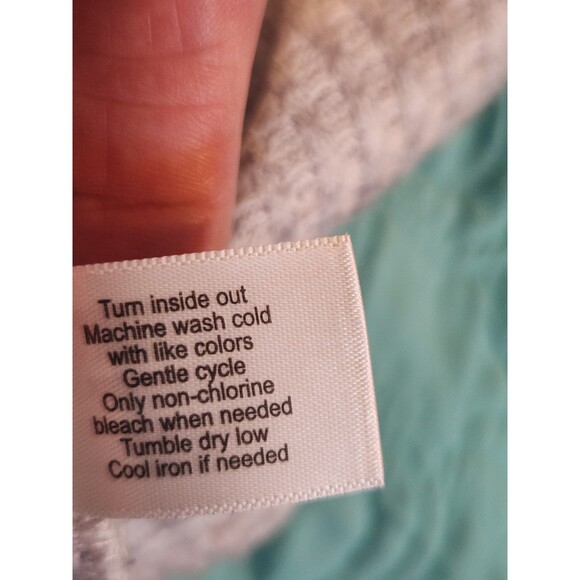 Turn inside out
Machine wash cold
with like colors
Gentle cycle
Only non-chlorine
bleach when needed
Tumble dry low
Cool iron if needed